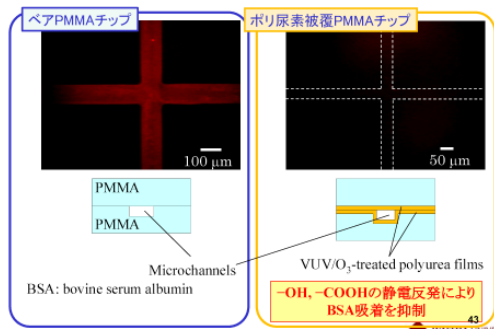 ベアPMMAチップ
ポリ尿素被覆PMMAチップ
100 μm
50 μm
PMMA
PMMA
Microchannels
VUV/O3-treated polyurea films
BSA: bovine serum albumin
−OH, −COOHの静電反発により
BSA吸着を抑制
43